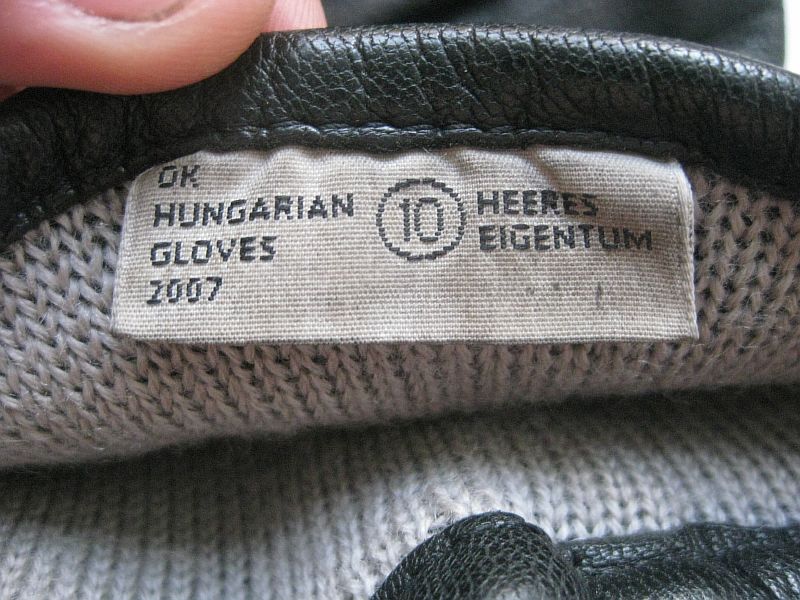 OK
HUNGARIAN
GLOVES
2007
10
HEERES
EIGENTUM